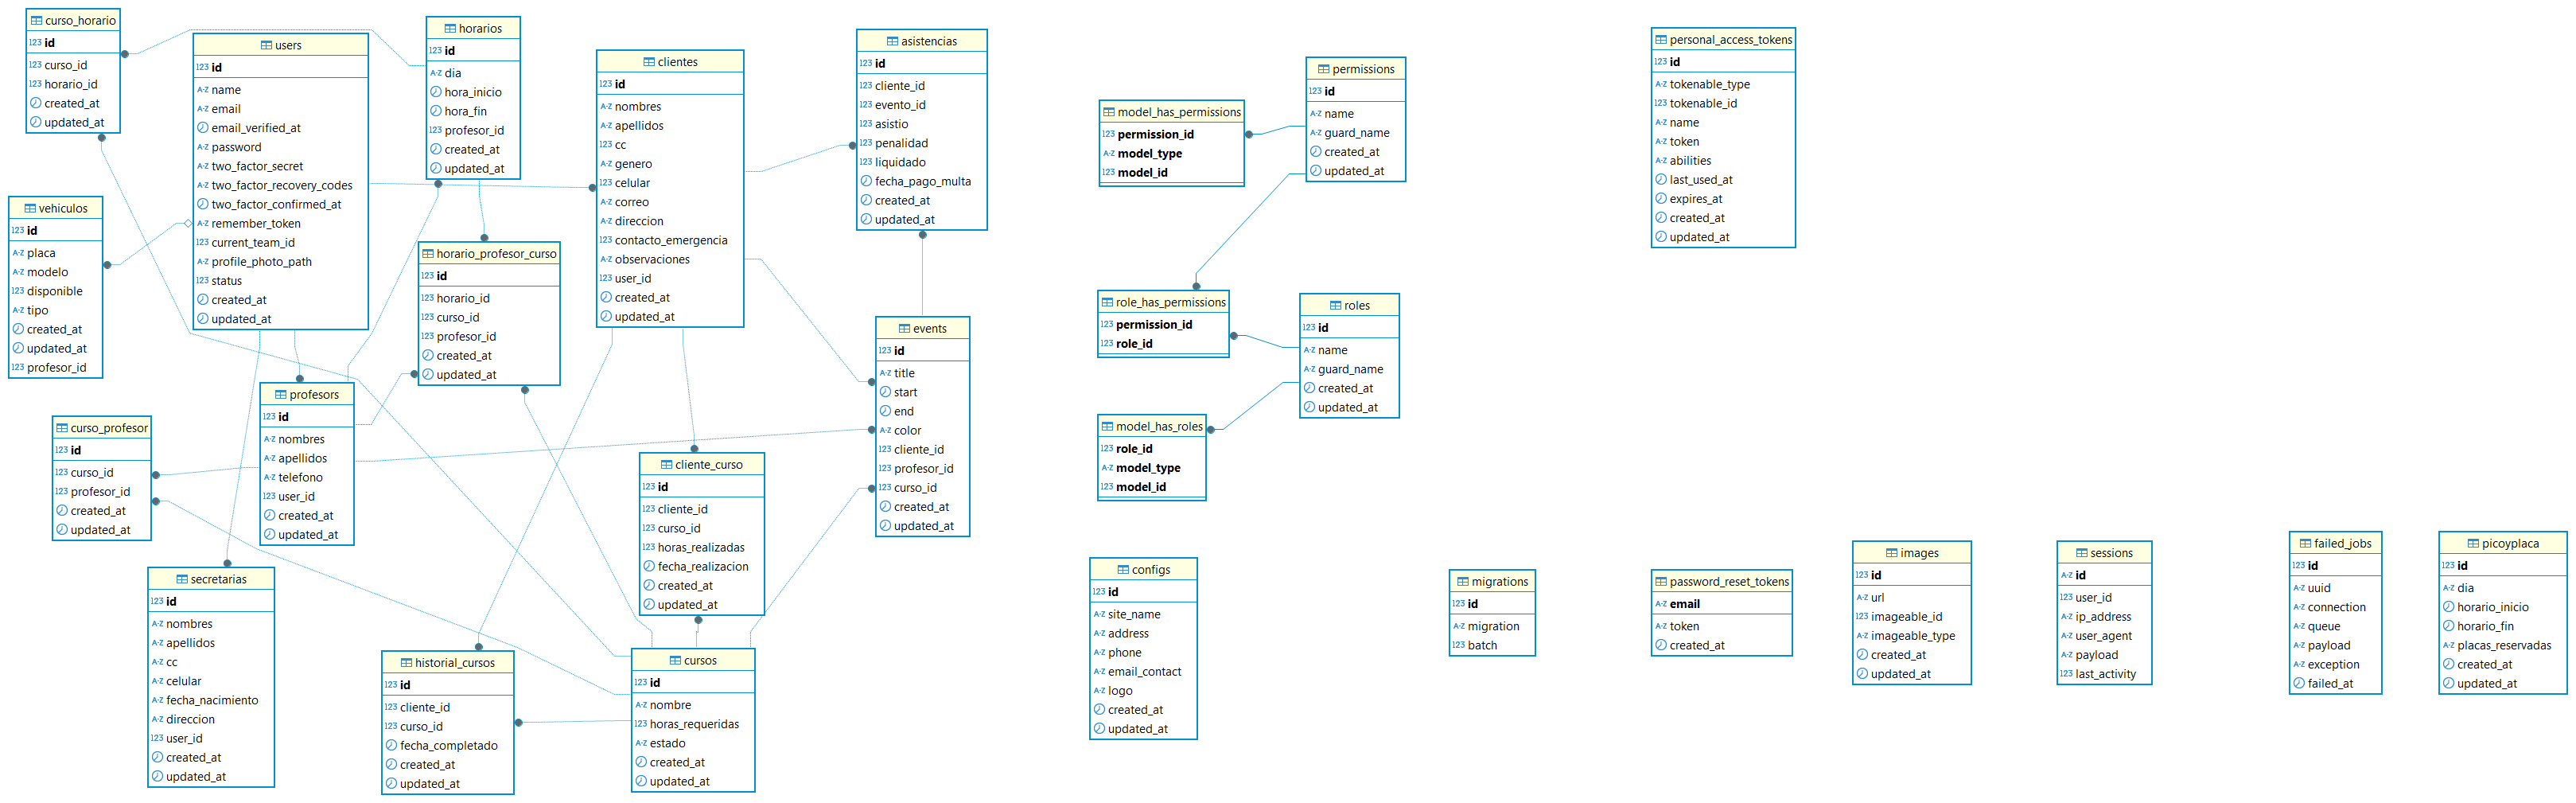 curso_horario
123 id
123 curso_id
123 horario_id
created_at
updated_at
users
123 id
A-Z name
A-Z email
email_verified_at
A-Z password
A-Z two_factor_secret
A-Z two_factor_recovery_codes
two_factor_confirmed_at
A-Z remember_token
123 current_team_id
A-Z profile_photo_path
123 status
created_at
updated_at
horarios
123 id
A-Z dia
hora_inicio
hora_fin
123 profesor_id
created_at
updated_at
clientes
123 id
A-Z nombres
A-Z apellidos
123 cc
A-Z genero
123 celular
A-Z correo
A-Z direccion
123 contacto_emergencia
A-Z observaciones
123 user_id
created_at
updated_at
asistencias
123 id
123 cliente_id
123 evento_id
123 asistio
123 penalidad
123 liquidado
fecha_pago_multa
created_at
updated_at
vehiculos
123 id
A-Z placa
A-Z modelo
123 disponible
A-Z tipo
created_at
updated_at
123 profesor_id
horario_profesor_curso
123 id
123 horario_id
123 curso_id
123 profesor_id
created_at
updated_at
events
123 id
A-Z title
start
end
A-Z color
123 cliente_id
123 profesor_id
123 curso_id
created_at
updated_at
profesors
123 id
A-Z nombres
A-Z apellidos
A-Z telefono
123 user_id
created_at
updated_at
curso_profesor
123 id
123 curso_id
123 profesor_id
created_at
updated_at
cliente_curso
123 id
123 cliente_id
123 curso_id
123 horas_realizadas
fecha_realizacion
created_at
updated_at
secretarias
123 id
A-Z nombres
A-Z apellidos
A-Z cc
A-Z celular
A-Z fecha_nacimiento
A-Z direccion
123 user_id
created_at
updated_at
historial_cursos
123 id
123 cliente_id
123 curso_id
fecha_completado
created_at
updated_at
cursos
123 id
A-Z nombre
123 horas_requeridas
A-Z estado
created_at
updated_at
model_has_permissions
123 permission_id
A-Z model_type
123 model_id
permissions
123 id
A-Z name
A-Z guard_name
created_at
updated_at
role_has_permissions
123 permission_id
123 role_id
roles
123 id
A-Z name
A-Z guard_name
created_at
updated_at
model_has_roles
123 role_id
A-Z model_type
123 model_id
personal_access_tokens
123 id
A-Z tokenable_type
123 tokenable_id
A-Z name
A-Z token
A-Z abilities
last_used_at
expires_at
created_at
updated_at
configs
123 id
A-Z site_name
A-Z address
A-Z phone
A-Z email_contact
A-Z logo
created_at
updated_at
migrations
123 id
A-Z migration
123 batch
password_reset_tokens
A-Z email
A-Z token
created_at
images
123 id
A-Z url
123 imageable_id
A-Z imageable_type
created_at
updated_at
sessions
A-Z id
123 user_id
A-Z ip_address
A-Z user_agent
A-Z payload
123 last_activity
failed_jobs
123 id
A-Z uuid
A-Z connection
A-Z queue
A-Z payload
A-Z exception
failed_at
picoyplaca
123 id
A-Z dia
horario_inicio
horario_fin
A-Z placas_reservadas
created_at
updated_at